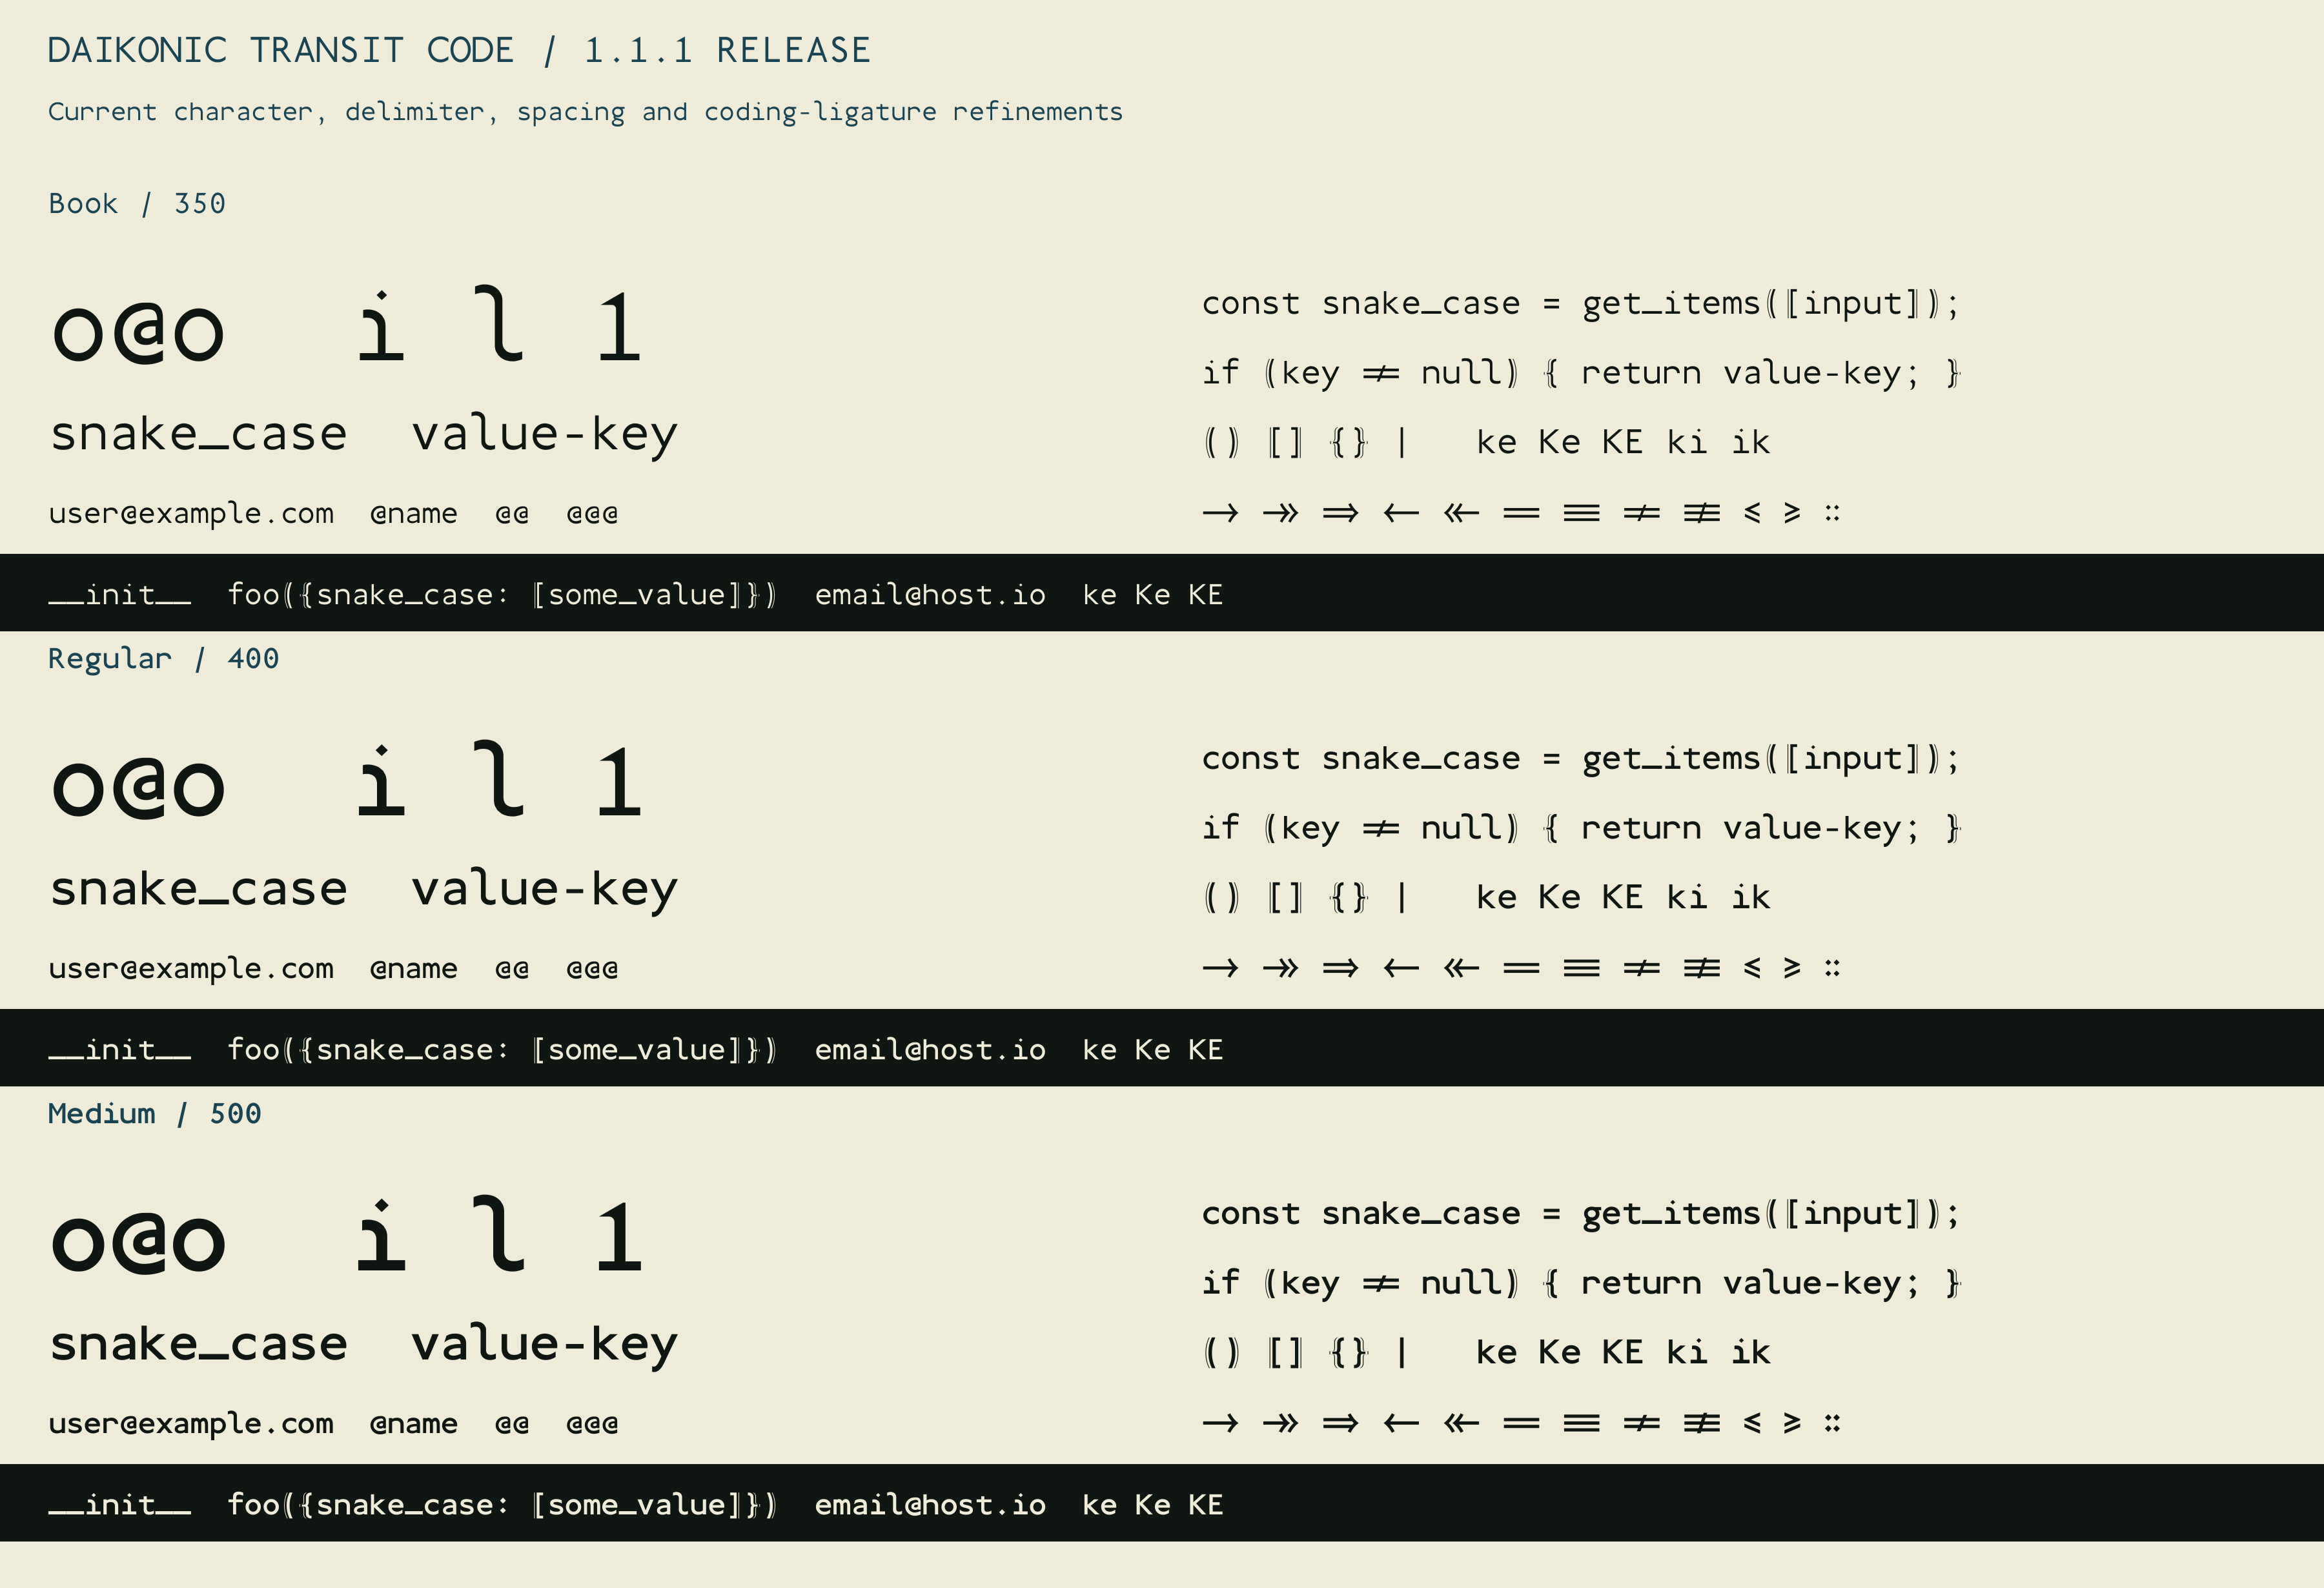 DAIKONIC TRANSIT CODE / 1.1.1 RELEASE
Current character, delimiter, spacing and coding-ligature refinements
Book / 350
o@o i l 1
snake_case value-key
user@example.com @name @@ @@@
const snake_case = get_items([input]);
if (key != null) { return value-key; }
() [] {} | ke Ke KE ki ik
-> ->> => <- <<- == === != !== <= >= ::
__init__ foo({snake_case: [some_value]}) email@host.io ke Ke KE
Regular / 400
o@o i l 1
snake_case value-key
user@example.com @name @@ @@@
const snake_case = get_items([input]);
if (key != null) { return value-key; }
() [] {} | ke Ke KE ki ik
-> ->> => <- <<- == === != !== <= >= ::
__init__ foo({snake_case: [some_value]}) email@host.io ke Ke KE
Medium / 500
o@o i l 1
snake_case value-key
user@example.com @name @@ @@@
const snake_case = get_items([input]);
if (key != null) { return value-key; }
() [] {} | ke Ke KE ki ik
-> ->> => <- <<- == === != !== <= >= ::
__init__ foo({snake_case: [some_value]}) email@host.io ke Ke KE